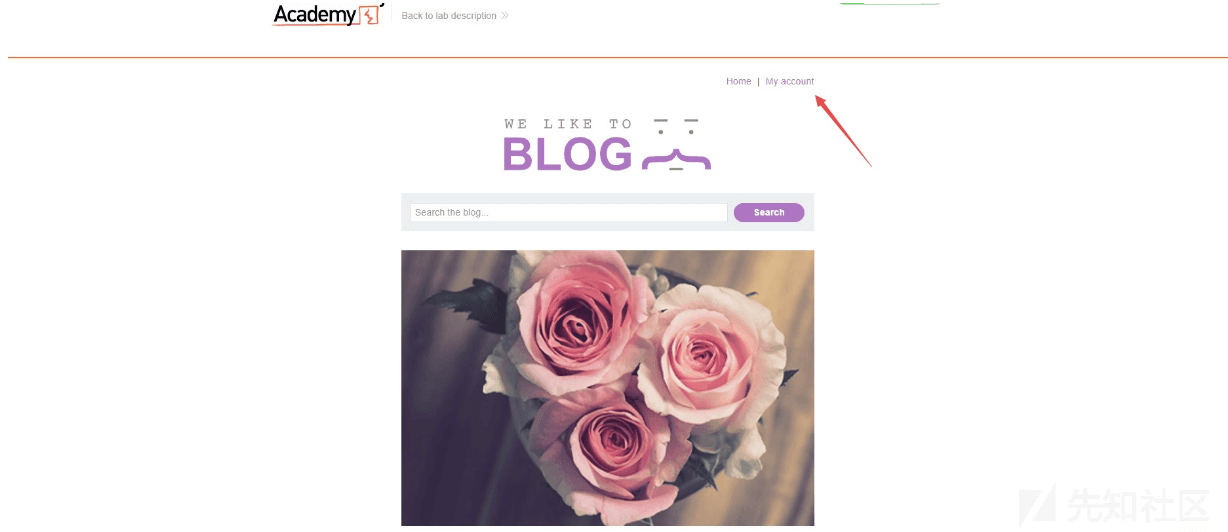 Academy
Back to lab description
Home | My account
WE LIKE TO
BLOG
Search the blog...
Search
先知社区